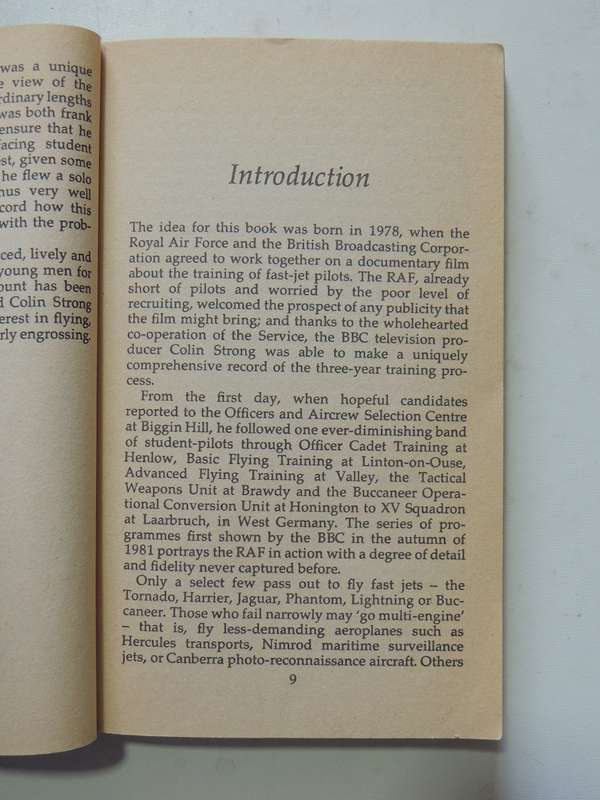 was a unique
view of the
rdinary lengths
was both frank
ensure that he
facing student
est, given some
he flew a solo
hus very well
cord how this
with the prob-
ced, lively and
young men for
ount has been
d Colin Strong
erest in flying,
rly engrossing.
Introduction
The idea for this book was born in 1978, when the
Royal Air Force and the British Broadcasting Corpor-
ation agreed to work together on a documentary film
about the training of fast-jet pilots. The RAF, already
short of pilots and worried by the poor level of
recruiting, welcomed the prospect of any publicity that
the film might bring; and thanks to the wholehearted
co-operation of the Service, the BBC television pro-
ducer Colin Strong was able to make a uniquely
comprehensive record of the three-year training pro-
cess.
From the first day, when hopeful candidates
reported to the Officers and Aircrew Selection Centre
at Biggin Hill, he followed one ever-diminishing band
of student-pilots through Officer Cadet Training at
Henlow, Basic Flying Training at Linton-on-Ouse,
Advanced Flying Training at Valley, the Tactical
Weapons Unit at Brawdy and the Buccaneer Opera-
tional Conversion Unit at Honington to XV Squadron
at Laarbruch, in West Germany. The series of pro-
grammes first shown by the BBC in the autumn of
1981 portrays the RAF in action with a degree of detail
and fidelity never captured before.
Only a select few pass out to fly fast jets – the
Tornado, Harrier, Jaguar, Phantom, Lightning or Buc-
caneer. Those who fail narrowly may 'go multi-engine'
– that is, fly less-demanding aeroplanes such as
Hercules transports, Nimrod maritime surveillance
jets, or Canberra photo-reconnaissance aircraft. Others
9